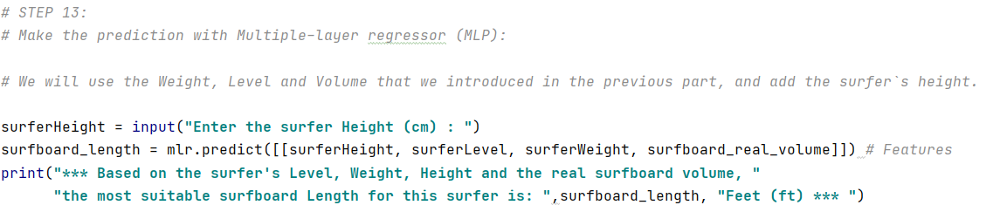 # STEP 13:
# Make the prediction with Multiple-layer regressor (MLP):
# We will use the Weight, Level and Volume that we introduced in the previous part, and add the surfer`s height.
surferHeight = input("Enter the surfer Height (cm) : ")
surfboard_length = mlr.predict([[surferHeight, surferLevel, surferWeight, surfboard_real_volume]]) # Features
print("*** Based on the surfer's Level, Weight, Height and the real surfboard volume, "
"the most suitable surfboard Length for this surfer is: ",surfboard_length, "Feet (ft) *** ")